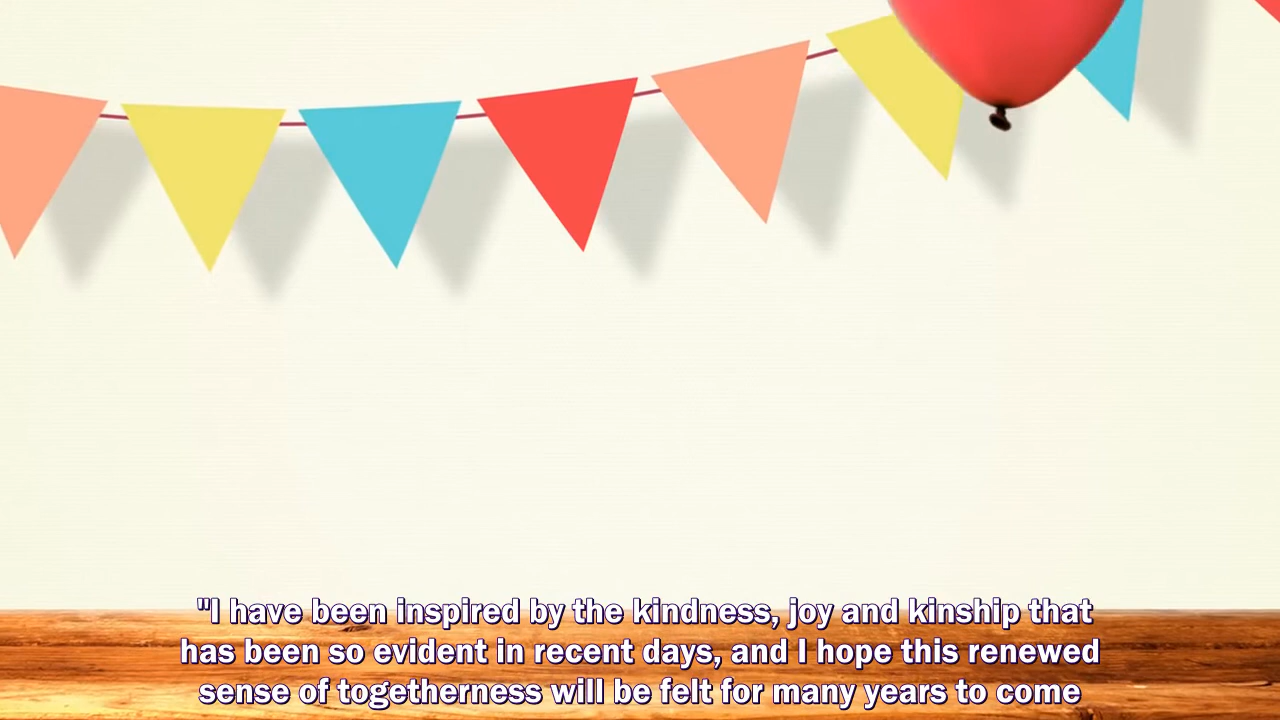 "I have been inspired by the kindness, joy and kinship that
has been so evident in recent days, and I hope this renewed
sense of togetherness will be felt for many years to come